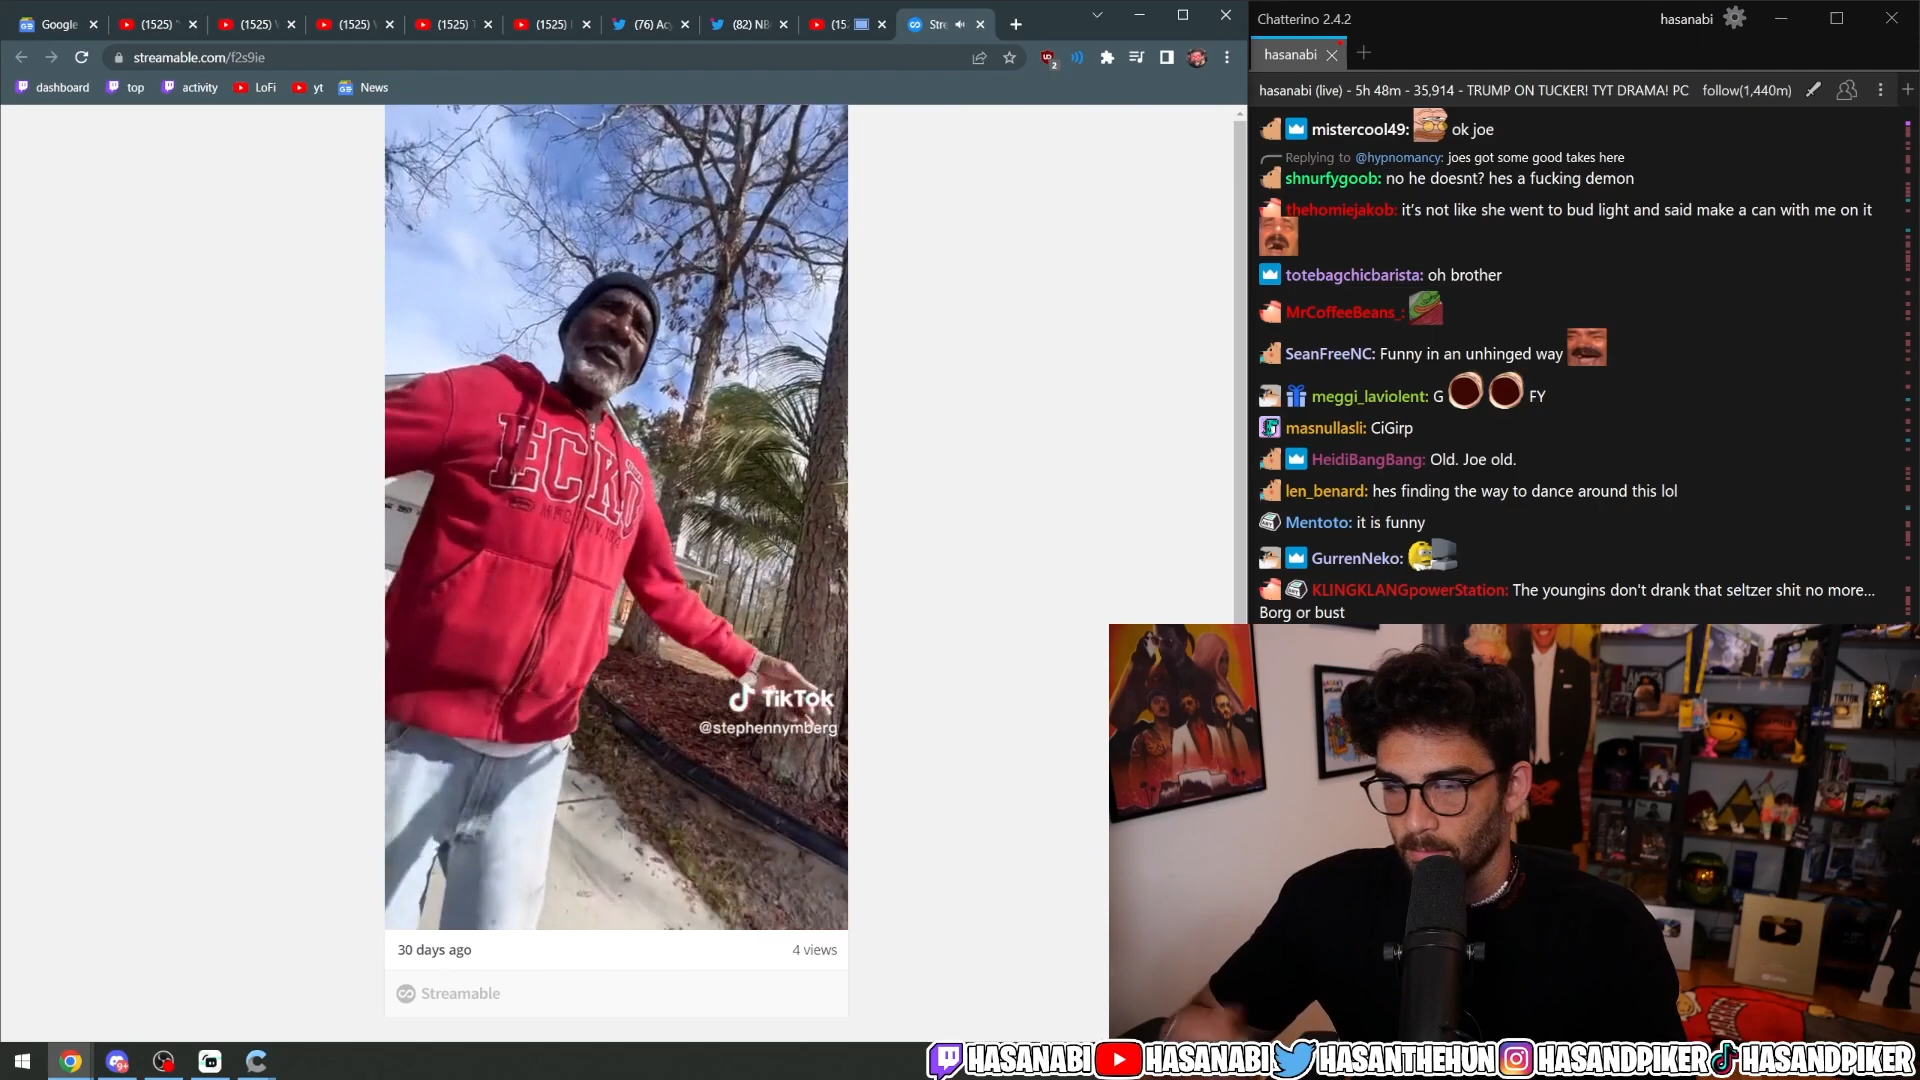 Google
(1525)
(1525)
(1525)
(1525)
(1525)
(76) Ac
(82) NB
(15
Stre
streamable.com/f2s9ie
2
dashboard
top
activity
LoFi
yt
News
ECKO
TikTok
@stephennymberg
30 days ago
4 views
Streamable
Chatterino 2.4.2
hasanabi
hasanabi
hasanabi (live) - 5h 48m - 35,914 - TRUMP ON TUCKER! TYT DRAMA! PC
follow(1,440m)
mistercool49: ok joe
Replying to @hypnomancy: joes got some good takes here
shnurfygoob: no he doesnt? hes a fucking demon
thehomiejakob: it's not like she went to bud light and said make a can with me on it
totebagchicbarista: oh brother
MrCoffeeBeans_:
SeanFreeNC: Funny in an unhinged way
meggi_laviolent: G FY
masnullasli: CiGirp
HeidiBangBang: Old. Joe old.
len_benard: hes finding the way to dance around this lol
Mentoto: it is funny
GurrenNeko:
KLINGKLANGpowerStation: The youngins don't drank that seltzer shit no more...
Borg or bust
HASANABI HASANABI HASANTHEHUN HASANDPIKER HASANDPIKER